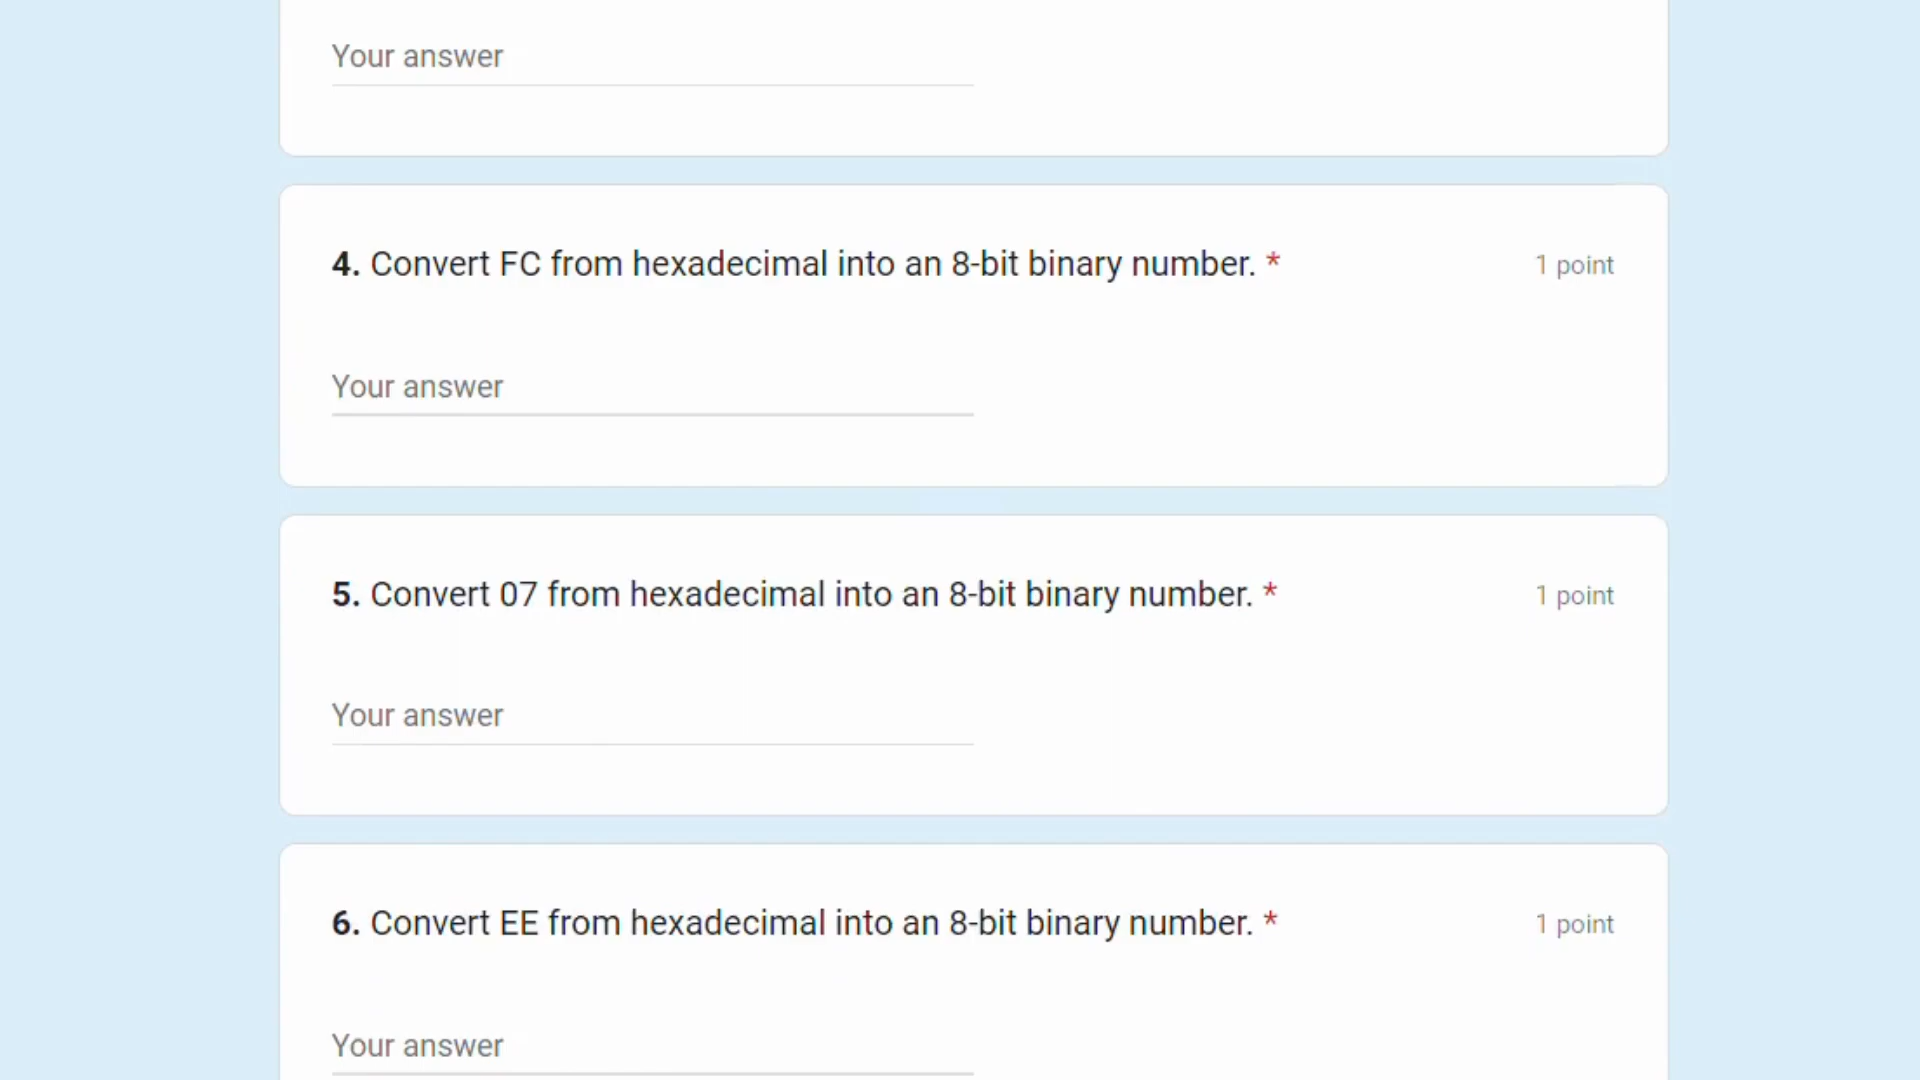 Your answer
4. Convert FC from hexadecimal into an 8-bit binary number. *
1 point
Your answer
5. Convert 07 from hexadecimal into an 8-bit binary number. *
1 point
Your answer
6. Convert EE from hexadecimal into an 8-bit binary number. *
1 point
Your answer